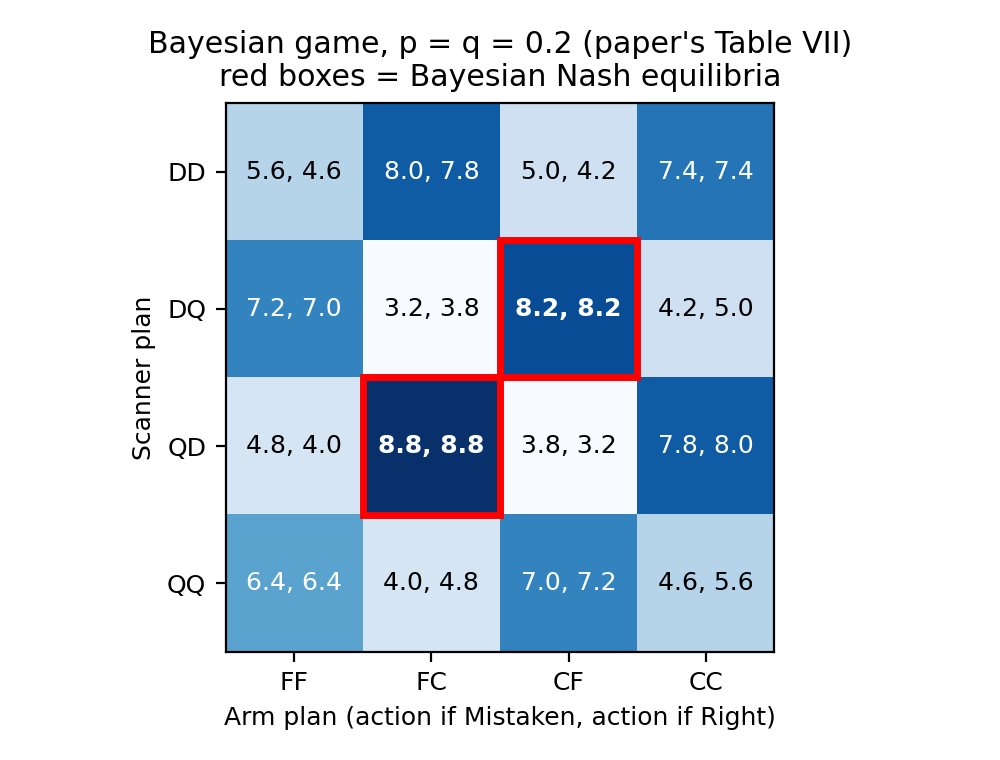 Bayesian game, p = q = 0.2 (paper's Table VII)
red boxes = Bayesian Nash equilibria
Scanner plan
DD 5.6, 4.6 8.0, 7.8 5.0, 4.2 7.4, 7.4
DQ 7.2, 7.0 3.2, 3.8 8.2, 8.2 4.2, 5.0
QD 4.8, 4.0 8.8, 8.8 3.8, 3.2 7.8, 8.0
QQ 6.4, 6.4 4.0, 4.8 7.0, 7.2 4.6, 5.6
FF FC CF CC
Arm plan (action if Mistaken, action if Right)